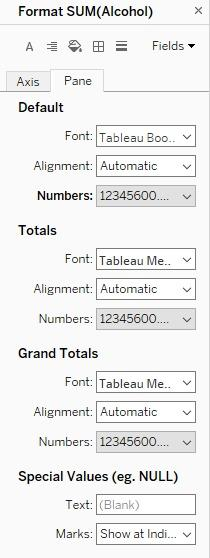 Format SUM(Alcohol) ×
A Fields
Axis Pane
Default
Font: Tableau Boo..
Alignment: Automatic
Numbers: 12345600....
Totals
Font: Tableau Me..
Alignment: Automatic
Numbers: 12345600....
Grand Totals
Font: Tableau Me..
Alignment: Automatic
Numbers: 12345600....
Special Values (eg. NULL)
Text: (Blank)
Marks: Show at Indi...